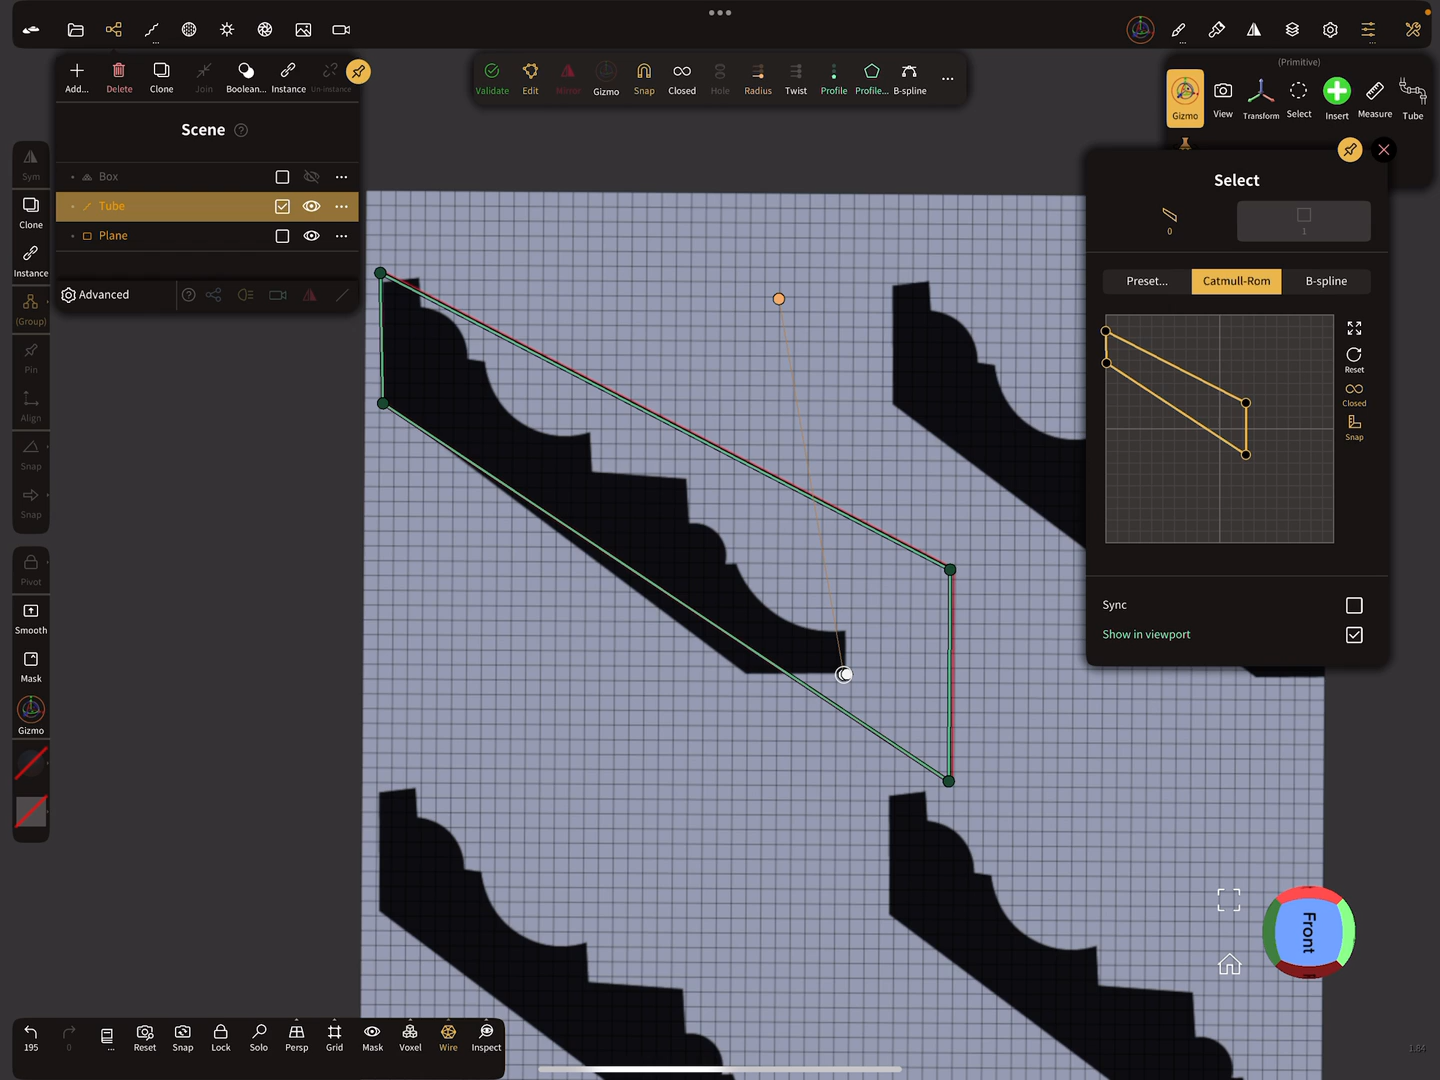 Add...
Delete
Clone
Join
Boolean...
Instance
Un-instance
Scene
?
Box
Tube
Plane
Advanced
?
Validate
Edit
Mirror
Gizmo
Snap
Closed
Hole
Radius
Twist
Profile
Profile...
B-spline
(Primitive)
Gizmo
View
Transform
Select
Insert
Measure
Tube
Select
0
1
Preset...
Catmull-Rom
B-spline
Reset
Closed
Snap
Sync
Show in viewport
Sym
Clone
Instance
(Group)
Pin
Align
Snap
Snap
Pivot
Smooth
Mask
Gizmo
Front
195
0
Reset
Snap
Lock
Solo
Persp
Grid
Mask
Voxel
Wire
Inspect
1.84